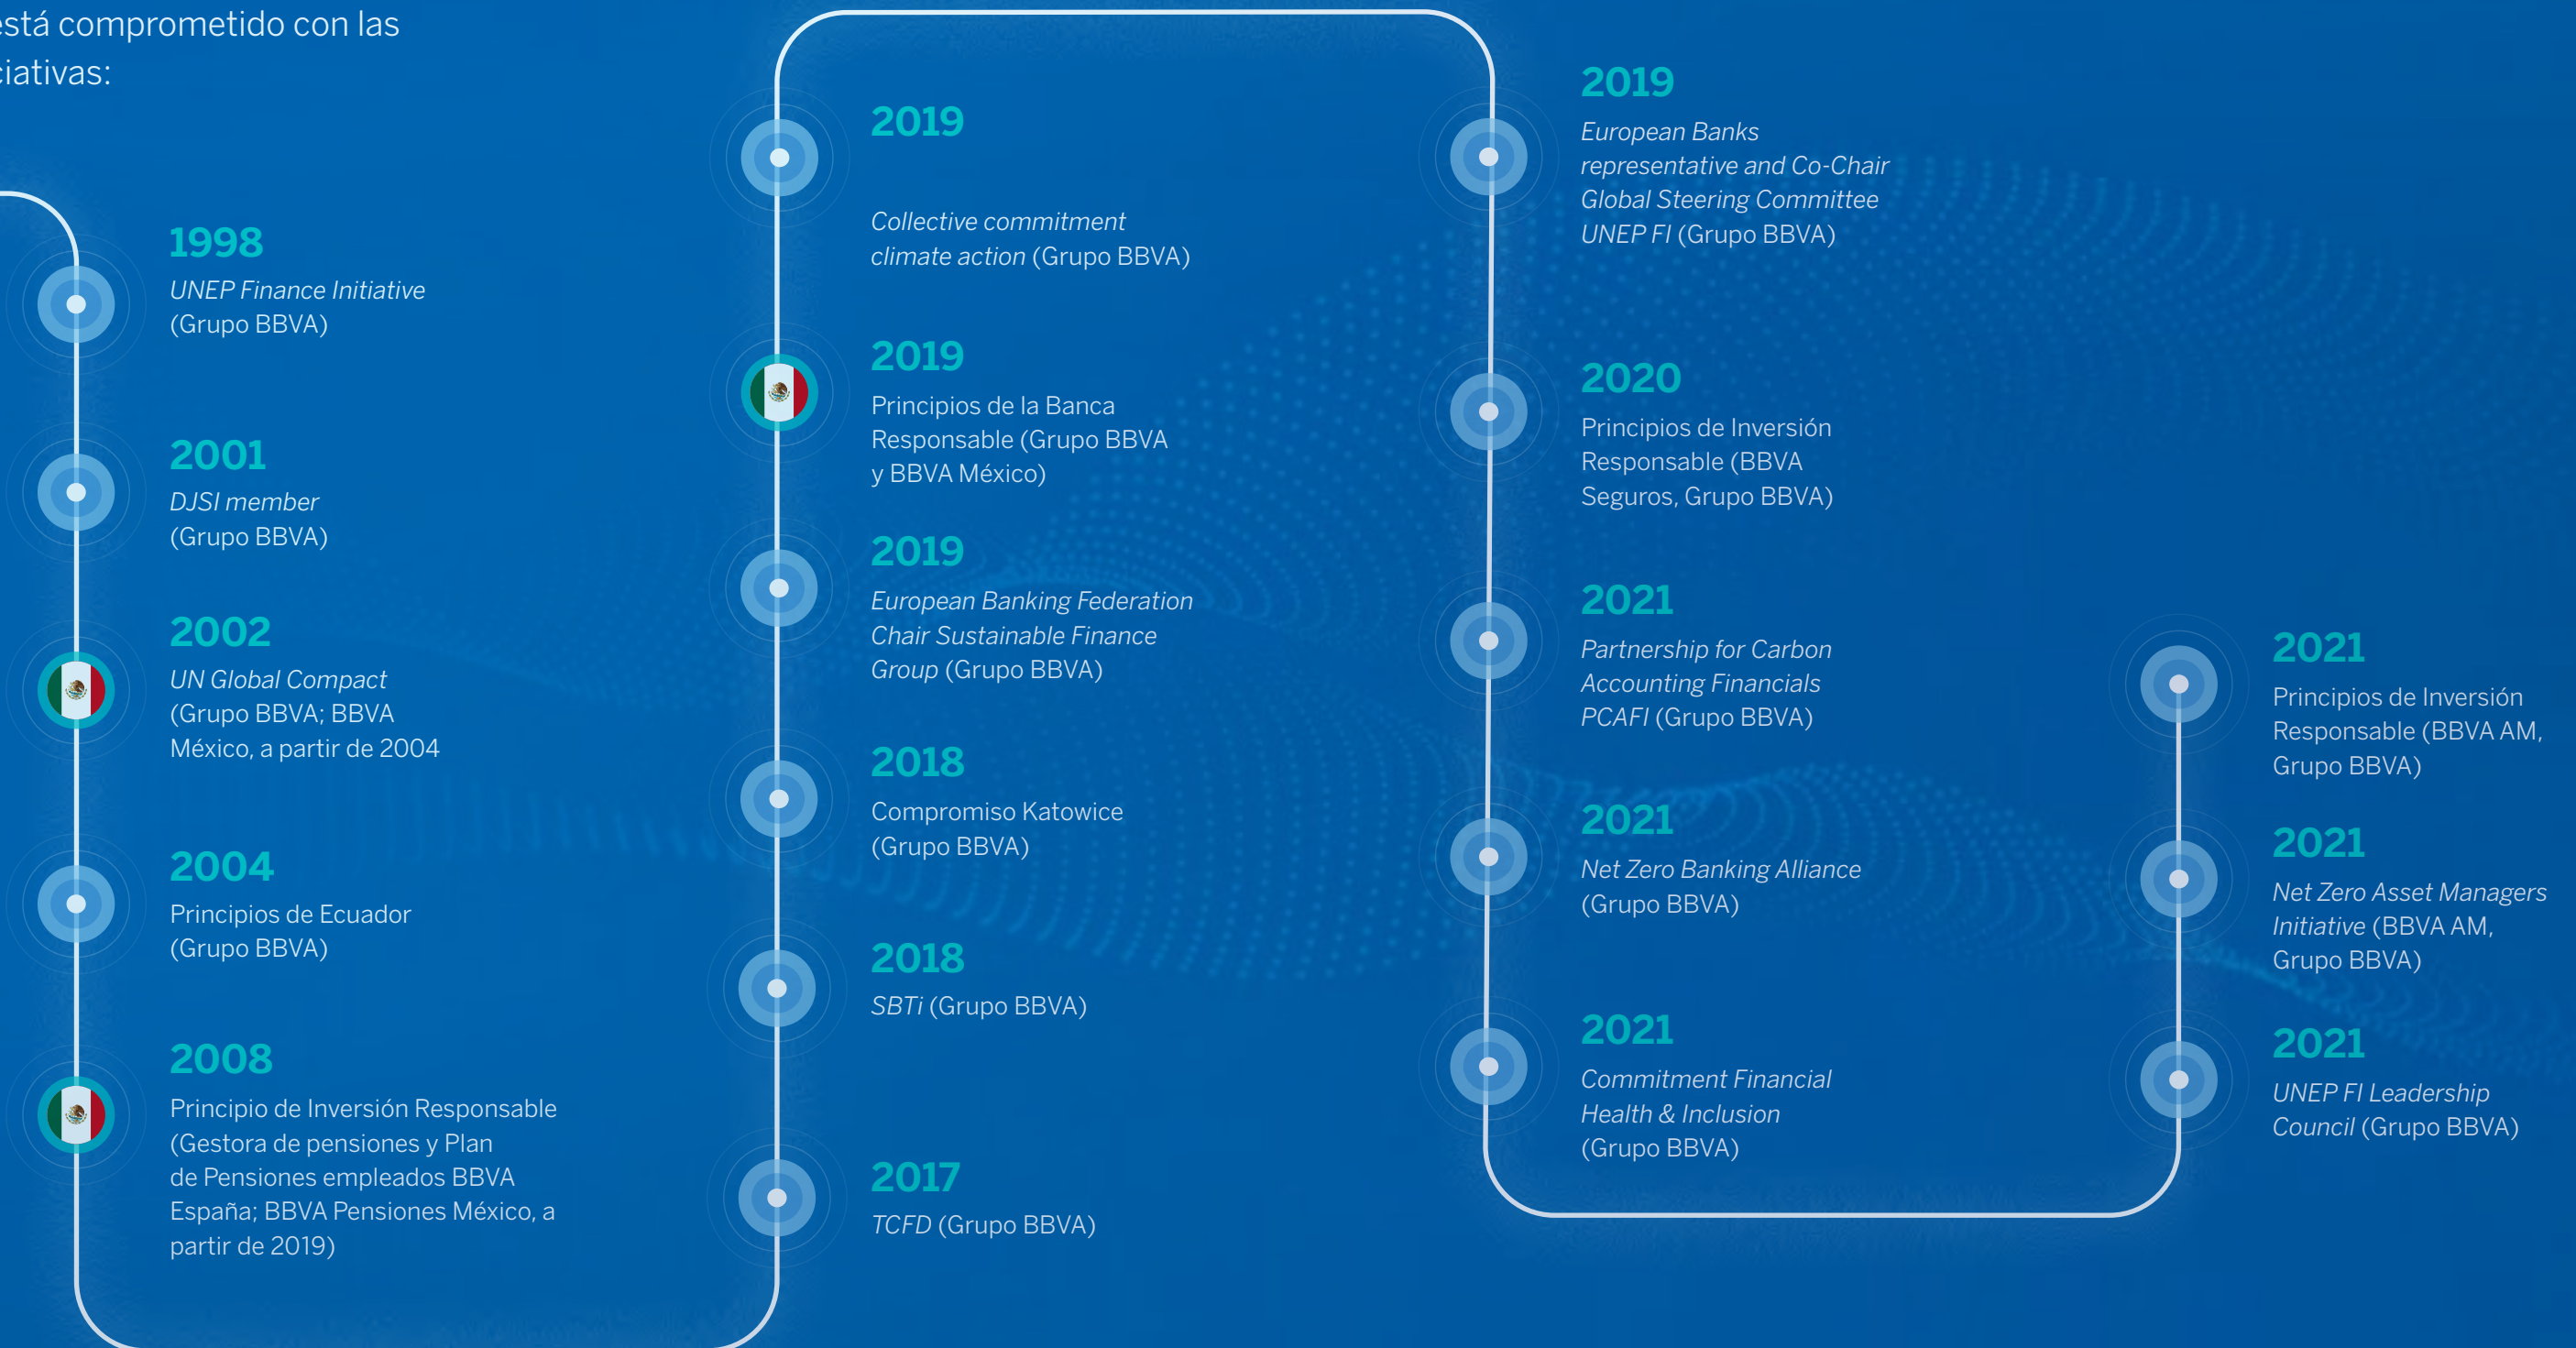 está comprometido con las
ciativas:
1998
UNEP Finance Initiative
(Grupo BBVA)
2001
DJSI member
(Grupo BBVA)
2002
UN Global Compact
(Grupo BBVA; BBVA
México, a partir de 2004
2004
Principios de Ecuador
(Grupo BBVA)
2008
Principio de Inversión Responsable
(Gestora de pensiones y Plan
de Pensiones empleados BBVA
España; BBVA Pensiones México, a
partir de 2019)
2019
Collective commitment
climate action (Grupo BBVA)
2019
Principios de la Banca
Responsable (Grupo BBVA
y BBVA México)
2019
European Banking Federation
Chair Sustainable Finance
Group (Grupo BBVA)
2018
Compromiso Katowice
(Grupo BBVA)
2018
SBTi (Grupo BBVA)
2017
TCFD (Grupo BBVA)
2019
European Banks
representative and Co-Chair
Global Steering Committee
UNEP FI (Grupo BBVA)
2020
Principios de Inversión
Responsable (BBVA
Seguros, Grupo BBVA)
2021
Partnership for Carbon
Accounting Financials
PCAFI (Grupo BBVA)
2021
Net Zero Banking Alliance
(Grupo BBVA)
2021
Commitment Financial
Health & Inclusion
(Grupo BBVA)
2021
Principios de Inversión
Responsable (BBVA AM,
Grupo BBVA)
2021
Net Zero Asset Managers
Initiative (BBVA AM,
Grupo BBVA)
2021
UNEP FI Leadership
Council (Grupo BBVA)